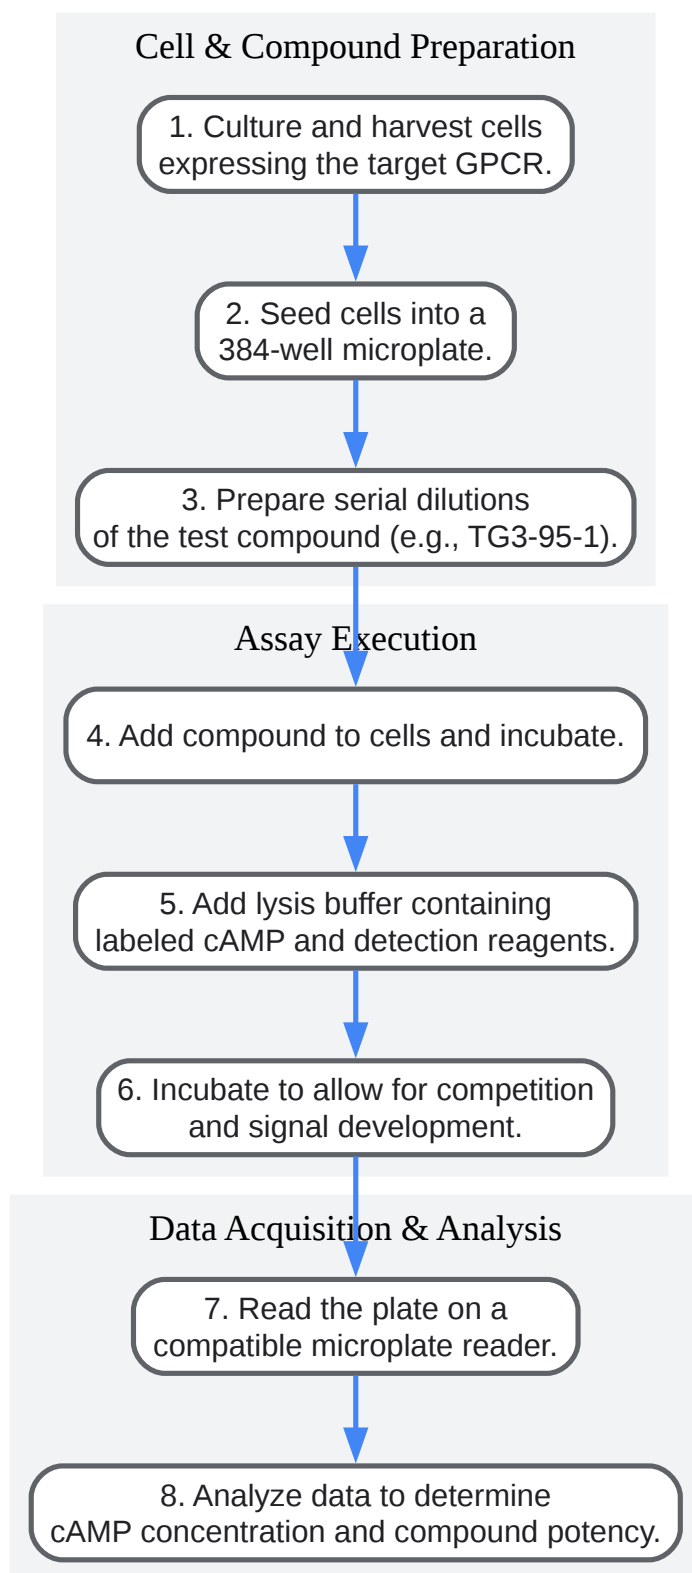 Cell & Compound Preparation
1. Culture and harvest cells
expressing the target GPCR.
2. Seed cells into a
384-well microplate.
3. Prepare serial dilutions
of the test compound (e.g., TG3-95-1).
Assay Execution
4. Add compound to cells and incubate.
5. Add lysis buffer containing
labeled cAMP and detection reagents.
6. Incubate to allow for competition
and signal development.
Data Acquisition & Analysis
7. Read the plate on a
compatible microplate reader.
8. Analyze data to determine
cAMP concentration and compound potency.